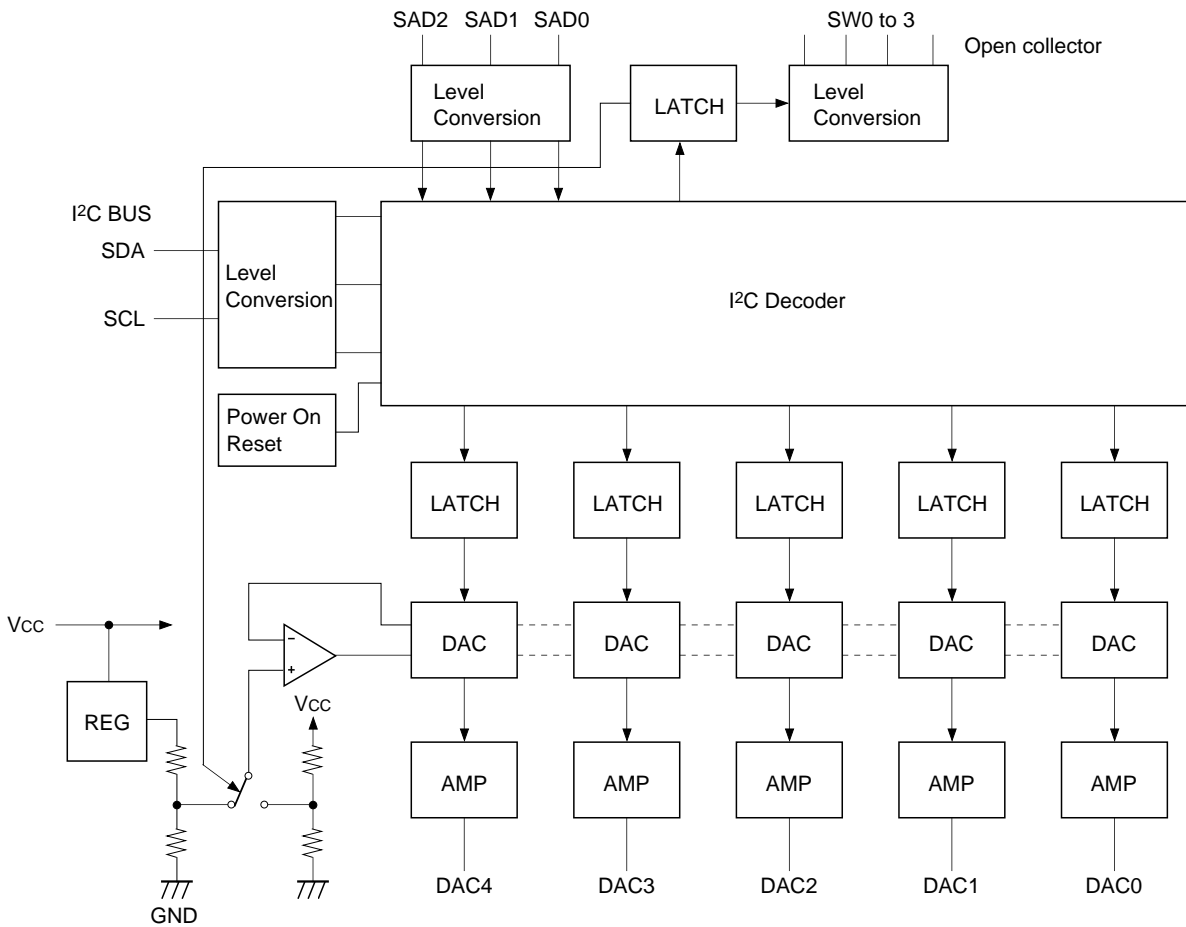 SAD2 SAD1 SAD0
SW0 to 3
Open collector
Level
Conversion
LATCH
Level
Conversion
I²C BUS
SDA
SCL
Level
Conversion
I²C Decoder
Power On
Reset
LATCH LATCH LATCH LATCH LATCH
VCC
REG
−
+
VCC
DAC DAC DAC DAC DAC
AMP AMP AMP AMP AMP
GND
DAC4 DAC3 DAC2 DAC1 DAC0